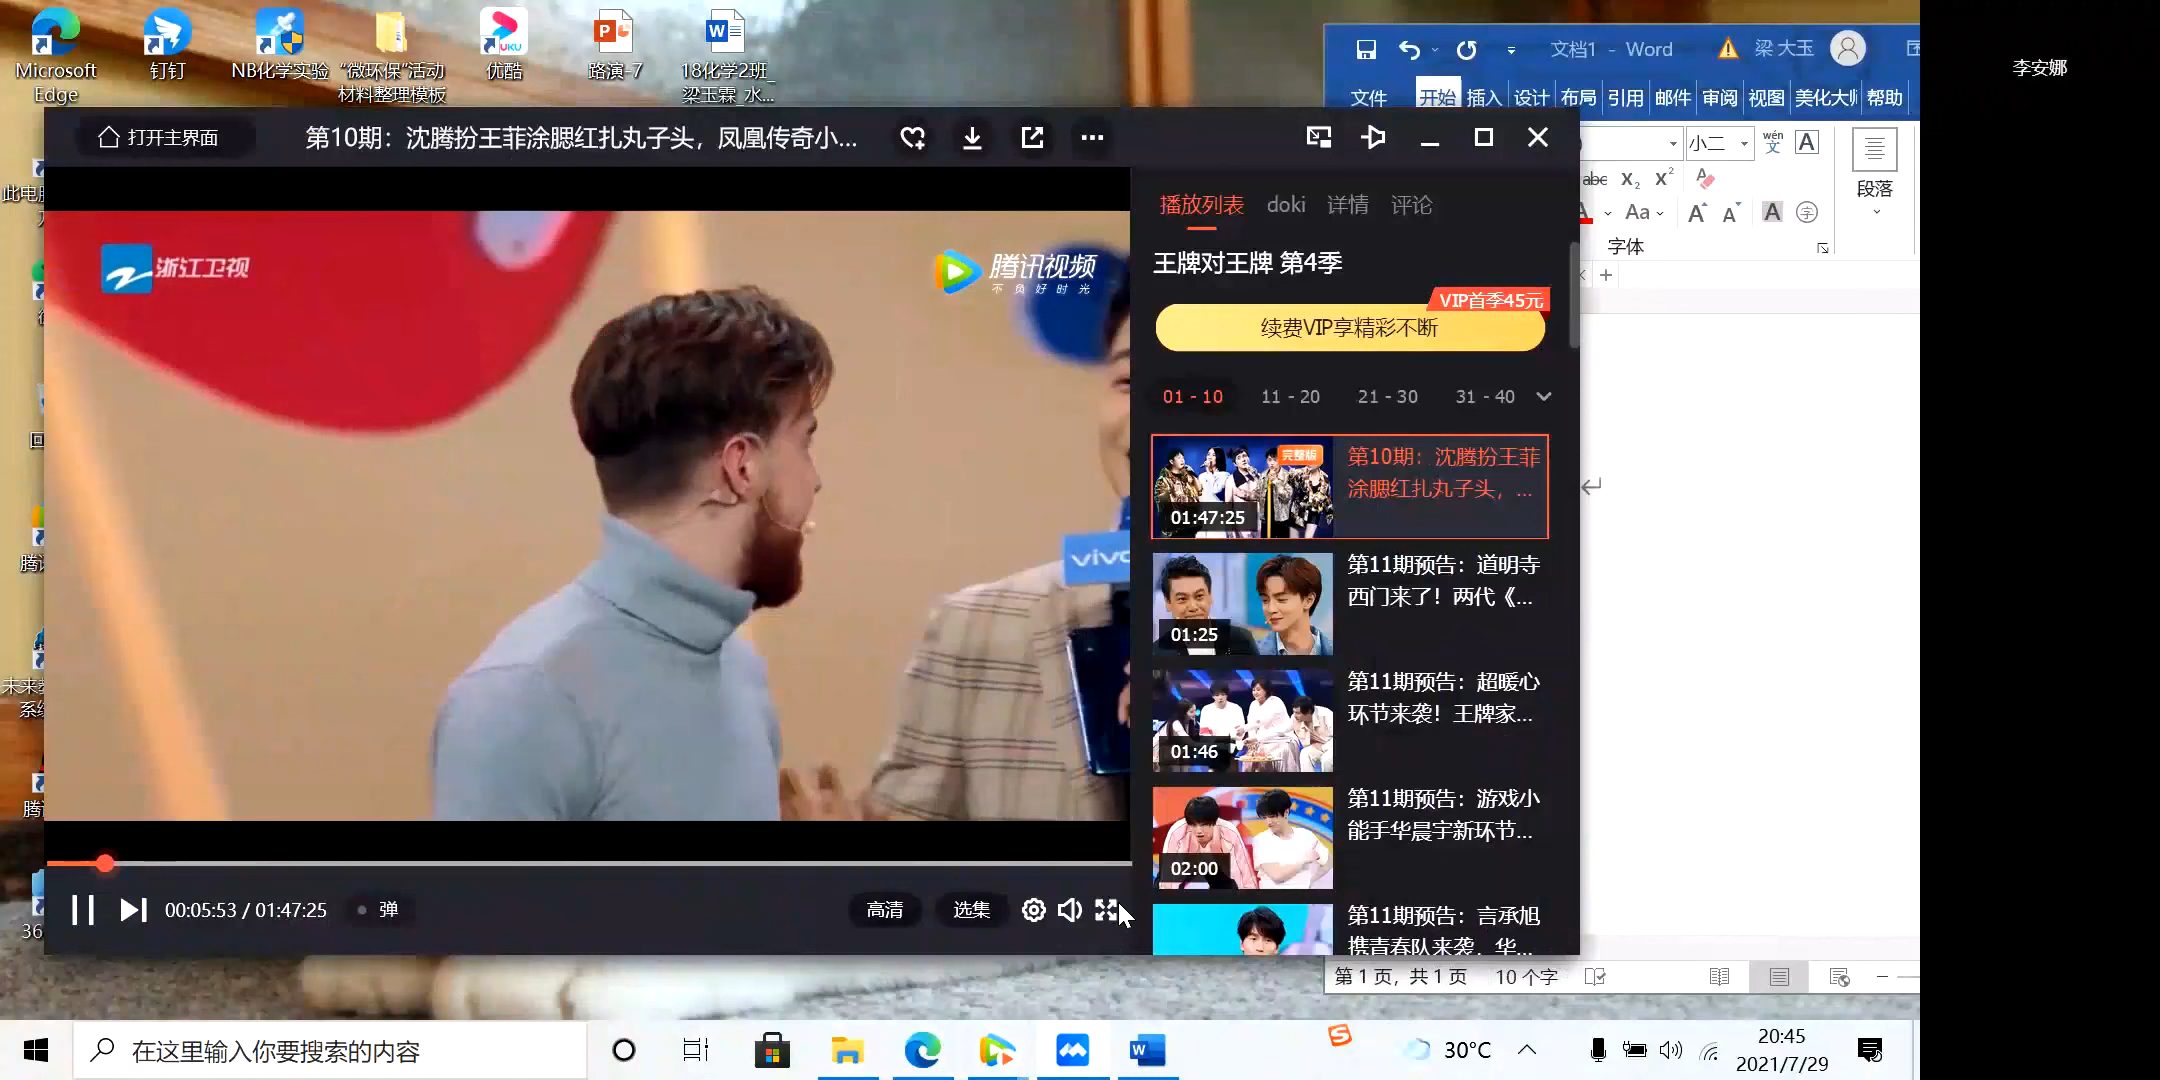 Microsoft
Edge
钉钉
NB化学实验
“微环保”活动
材料整理模板
优酷
路演-7
18化学2班_
梁玉霖_水...
文档1 - Word
梁 大玉
李安娜
文件
开始
插入
设计
布局
引用
邮件
审阅
视图
美化大师
帮助
打开主界面
第10期：沈腾扮王菲涂腮红扎丸子头，凤凰传奇小...
小二
wén
文
A
abc
X₂
X²
Aa
A
A
A
字
段落
字体
此电脑
浙江卫视
腾讯视频
不负好时光
vivo
播放列表
doki
详情
评论
王牌对王牌 第4季
VIP首季45元
续费VIP享精彩不断
01 - 10
11 - 20
21 - 30
31 - 40
完整版
01:47:25
第10期：沈腾扮王菲
涂腮红扎丸子头，...
01:25
第11期预告：道明寺
西门来了！两代《...
01:46
第11期预告：超暖心
环节来袭！王牌家...
02:00
第11期预告：游戏小
能手华晨宇新环节...
第11期预告：言承旭
携青春队来袭，华...
00:05:53 / 01:47:25
弹
高清
选集
36
第 1 页，共 1 页
10 个字
在这里输入你要搜索的内容
30°C
20:45
2021/7/29